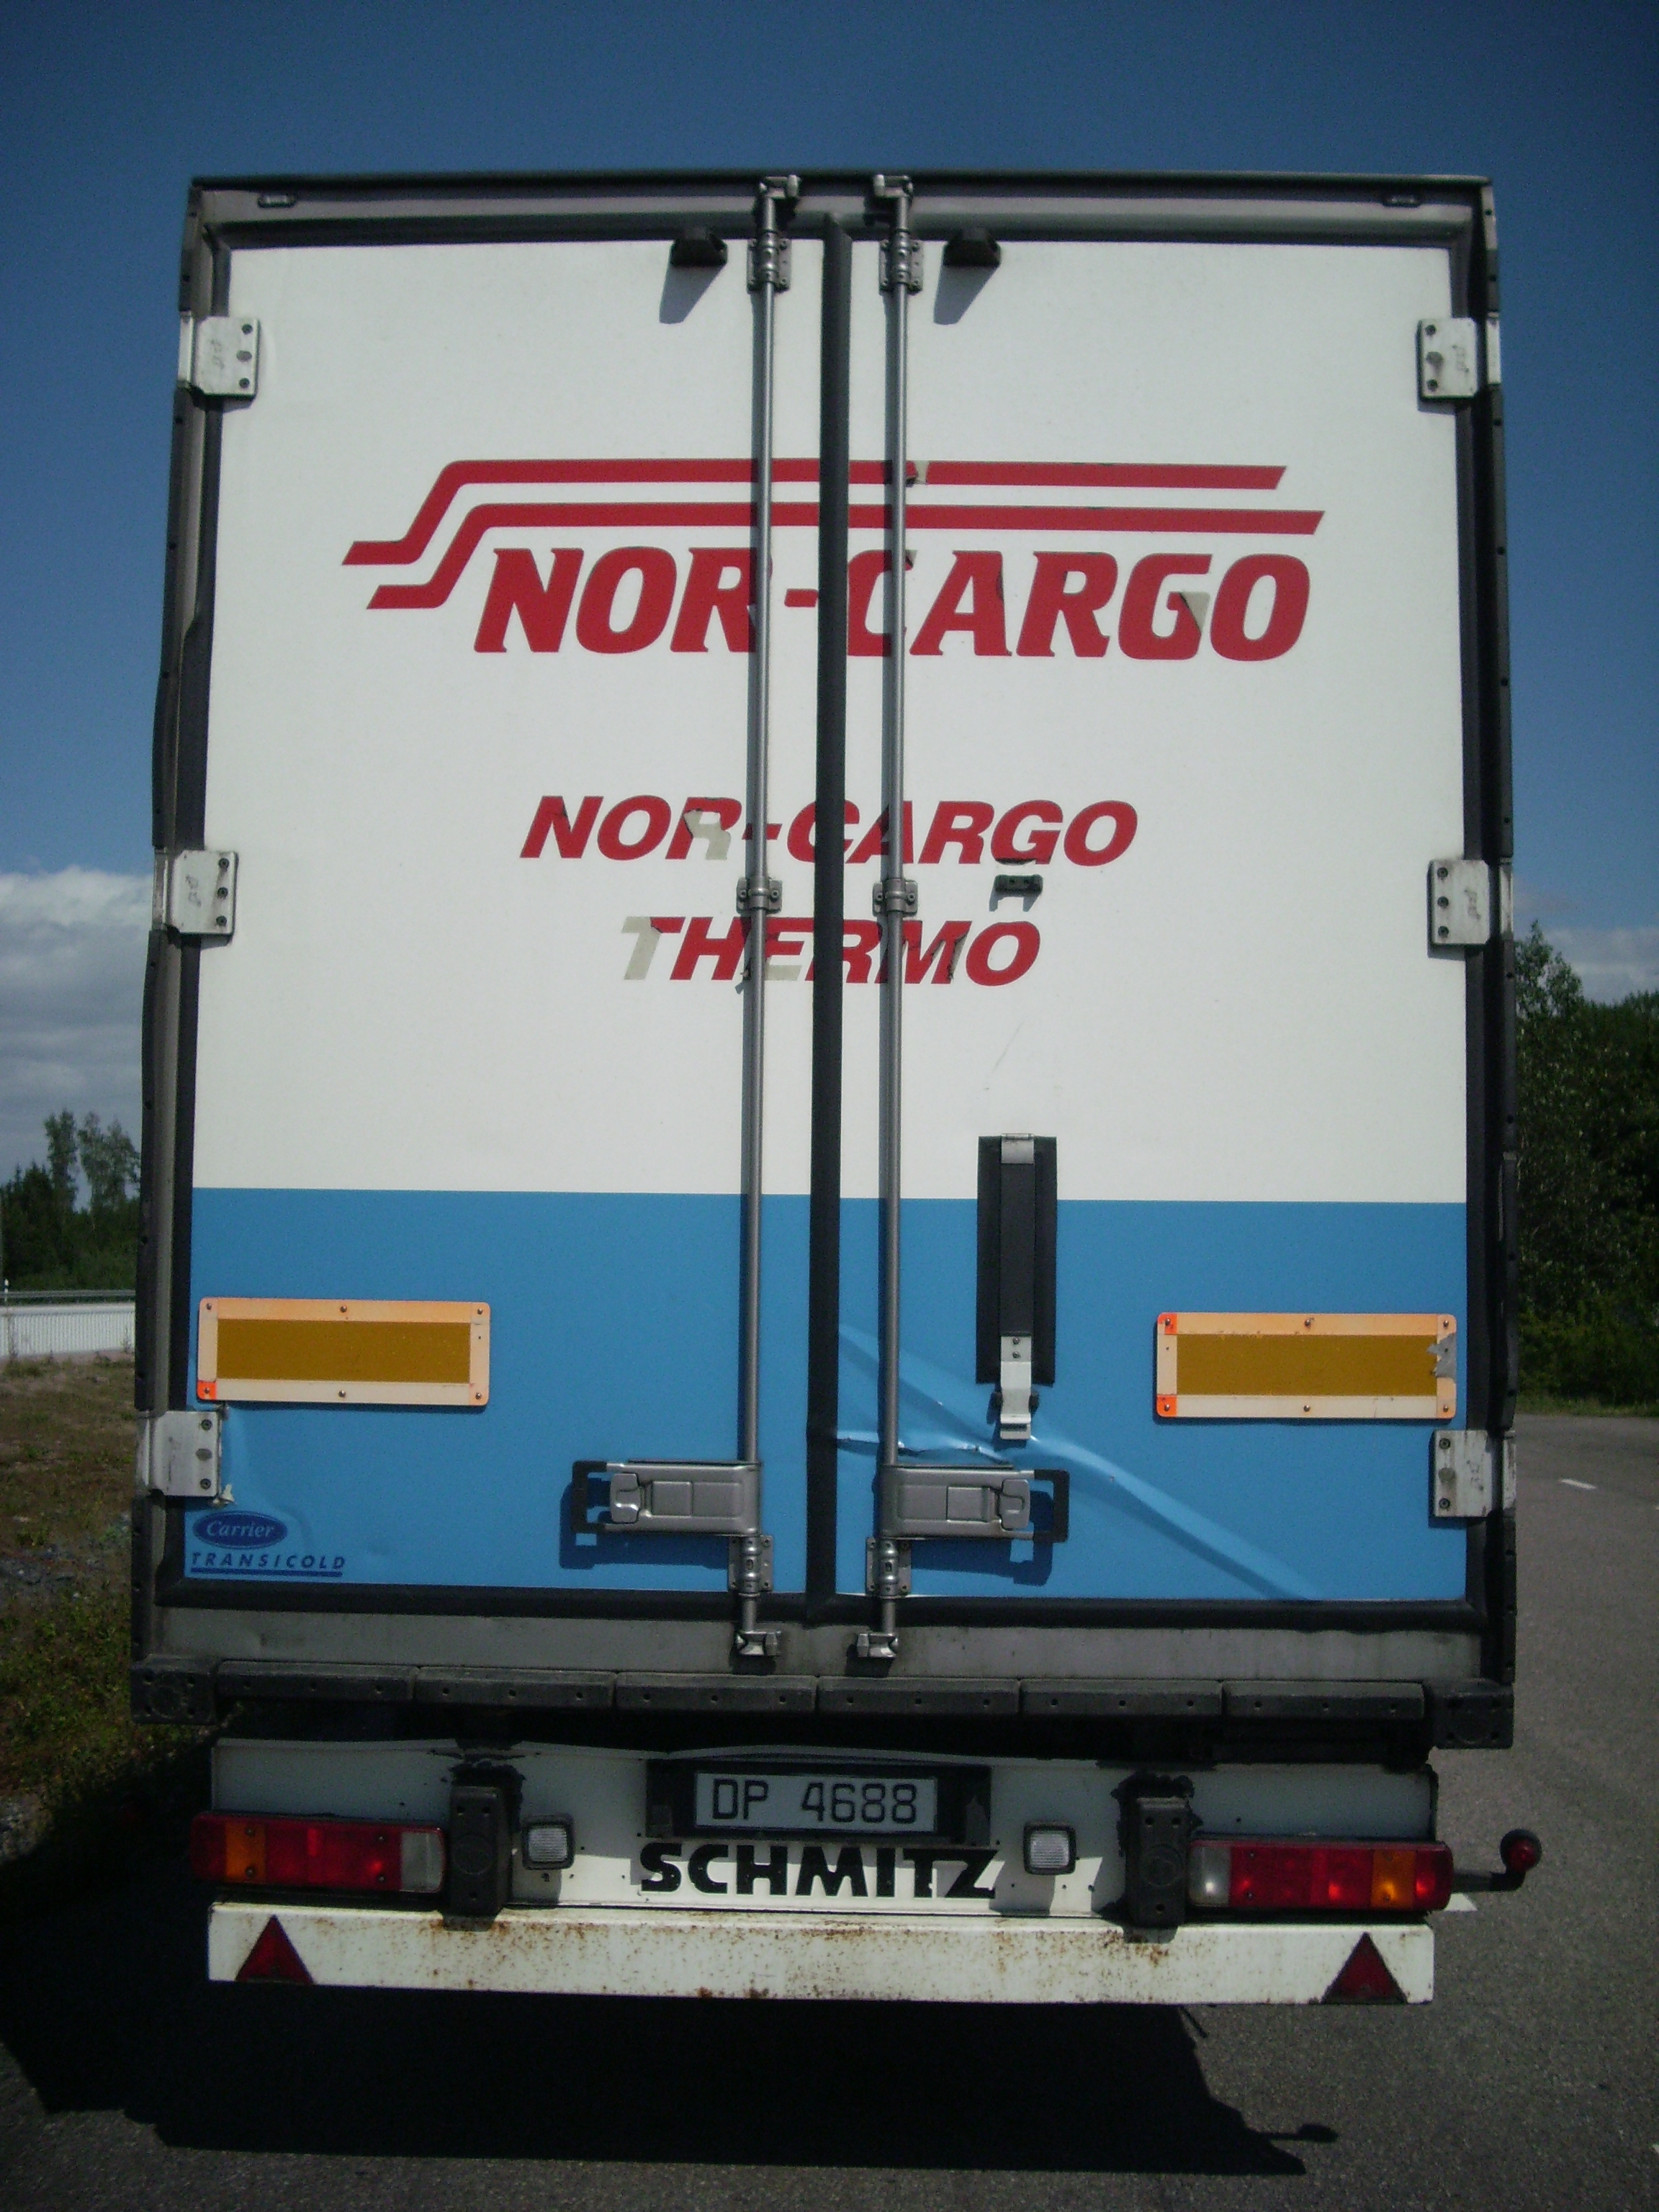 NOR-CARGO
NOR-CARGO
THERMO
Carrier
TRANSICOLD
DP 4688
SCHMITZ